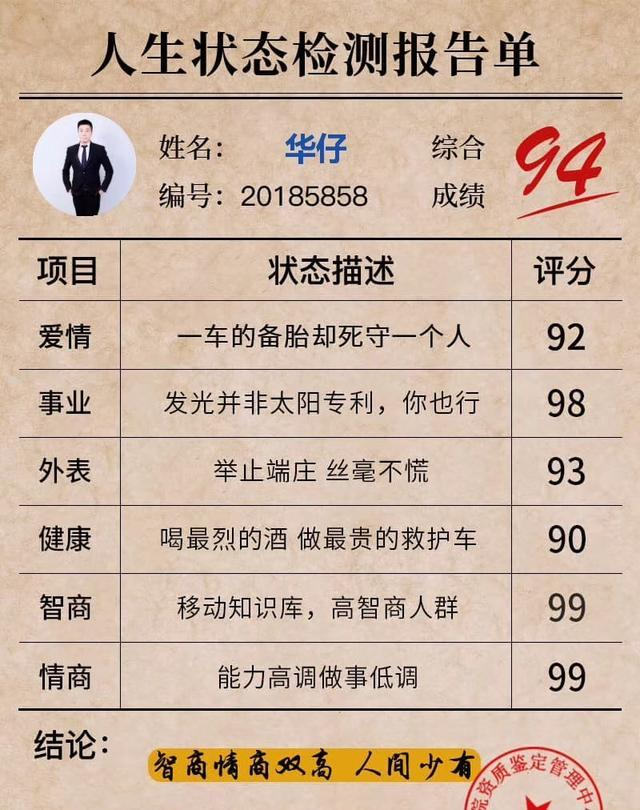 人生状态检测报告单
姓名： 华仔 综合
编号：20185858 成绩 94
项目 状态描述 评分
爱情 一车的备胎却死守一个人 92
事业 发光并非太阳专利，你也行 98
外表 举止端庄 丝毫不慌 93
健康 喝最烈的酒 做最贵的救护车 90
智商 移动知识库，高智商人群 99
情商 能力高调做事低调 99
结论：
智商情商双高 人间少有
院资质鉴定管理中